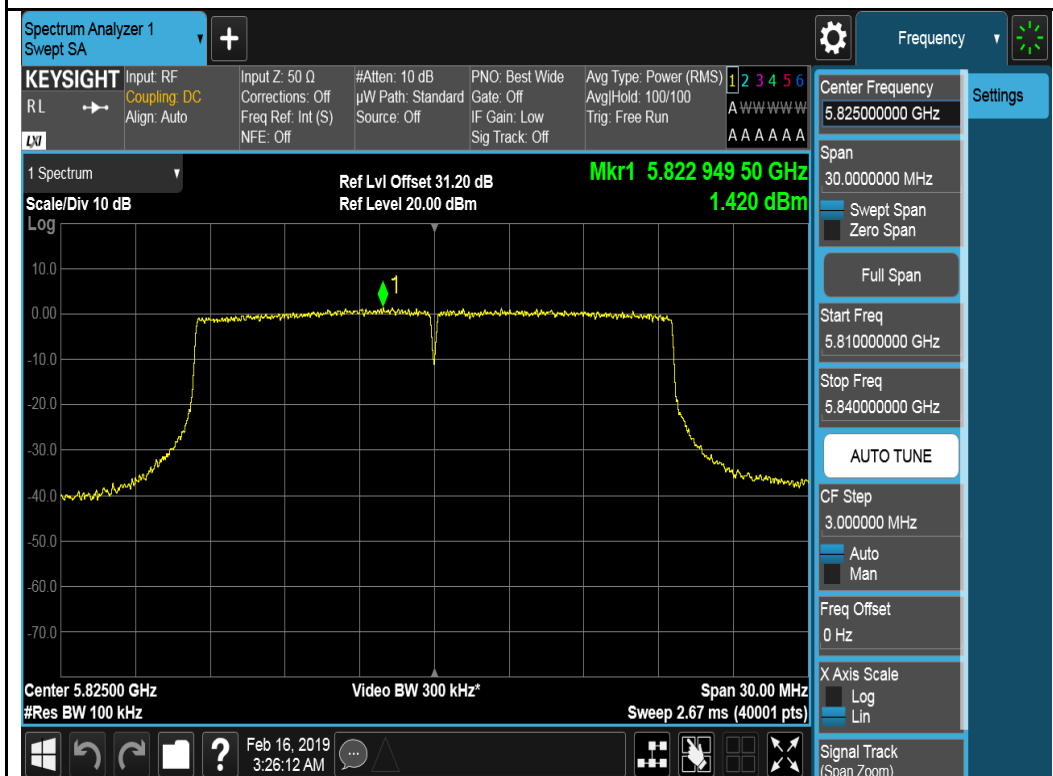 Spectrum Analyzer 1
Swept SA
+
Frequency
KEYSIGHT
RL
LXI
Input: RF
Coupling: DC
Align: Auto
Input Z: 50 Ω
Corrections: Off
Freq Ref: Int (S)
NFE: Off
#Atten: 10 dB
µW Path: Standard
Source: Off
PNO: Best Wide
Gate: Off
IF Gain: Low
Sig Track: Off
Avg Type: Power (RMS)
Avg|Hold: 100/100
Trig: Free Run
1 2 3 4 5 6
A W W W W W
A A A A A A
1 Spectrum
Scale/Div 10 dB
Log
Ref Lvl Offset 31.20 dB
Ref Level 20.00 dBm
Mkr1 5.822 949 50 GHz
1.420 dBm
1
10.0
0.00
-10.0
-20.0
-30.0
-40.0
-50.0
-60.0
-70.0
Center 5.82500 GHz
#Res BW 100 kHz
Video BW 300 kHz*
Span 30.00 MHz
Sweep 2.67 ms (40001 pts)
?
Feb 16, 2019
3:26:12 AM
Center Frequency
5.825000000 GHz
Settings
Span
30.0000000 MHz
Swept Span
Zero Span
Full Span
Start Freq
5.810000000 GHz
Stop Freq
5.840000000 GHz
AUTO TUNE
CF Step
3.000000 MHz
Auto
Man
Freq Offset
0 Hz
X Axis Scale
Log
Lin
Signal Track
(Span Zoom)